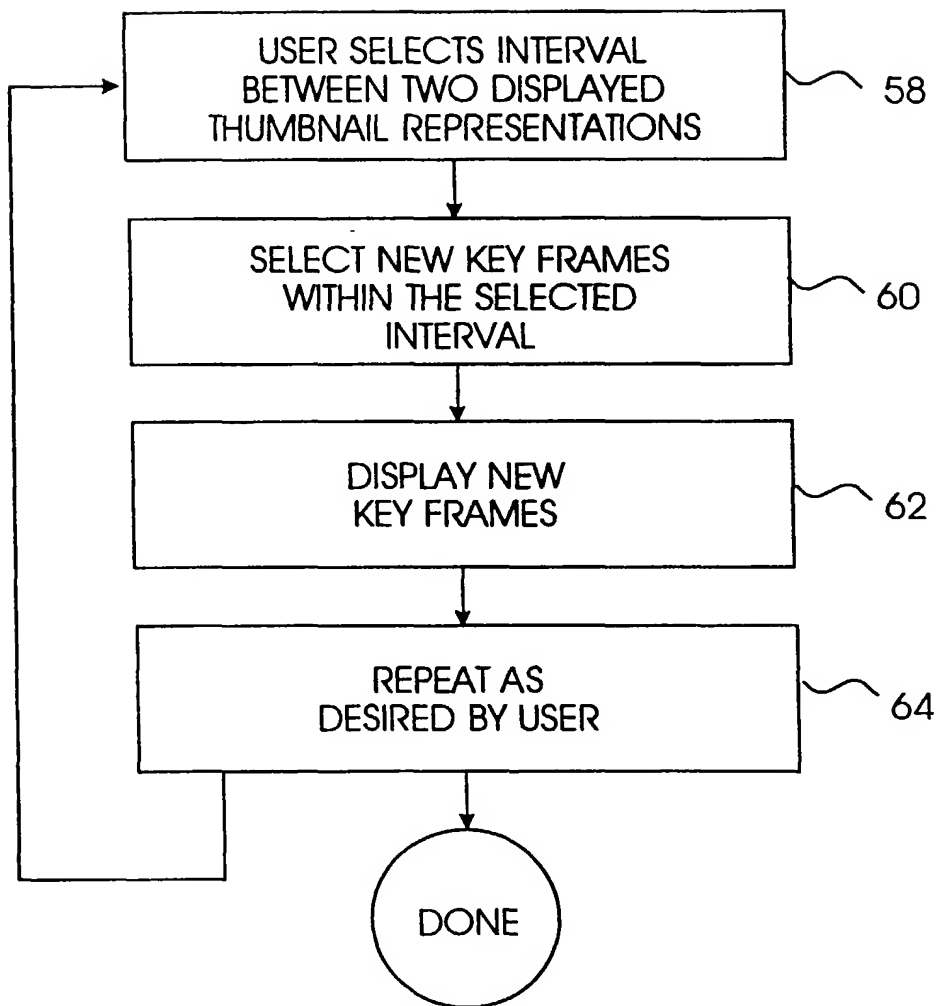 USER SELECTS INTERVAL
BETWEEN TWO DISPLAYED
THUMBNAIL REPRESENTATIONS
58
SELECT NEW KEY FRAMES
WITHIN THE SELECTED
INTERVAL
60
DISPLAY NEW
KEY FRAMES
62
REPEAT AS
DESIRED BY USER
64
DONE